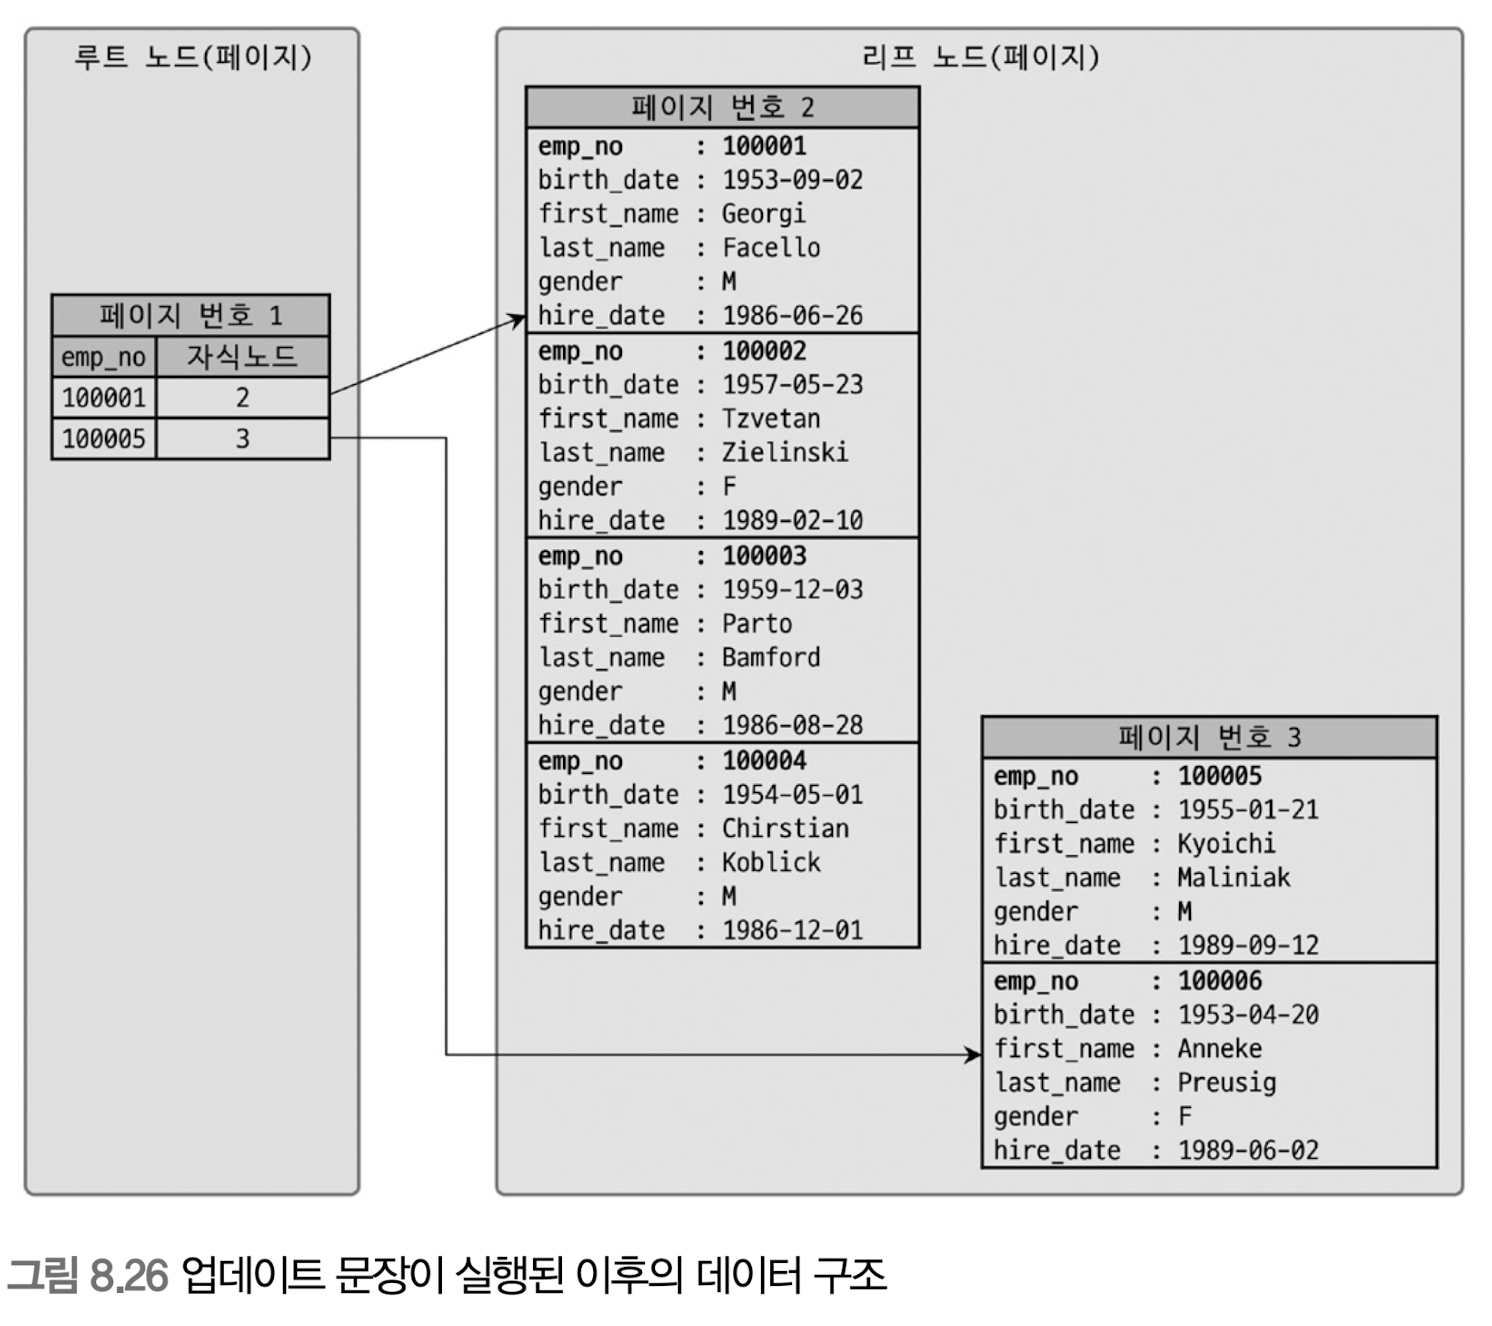 루트 노드(페이지)
페이지 번호 1
emp_no 자식노드
100001 2
100005 3
리프 노드(페이지)
페이지 번호 2
emp_no : 100001
birth_date : 1953-09-02
first_name : Georgi
last_name : Facello
gender : M
hire_date : 1986-06-26
emp_no : 100002
birth_date : 1957-05-23
first_name : Tzvetan
last_name : Zielinski
gender : F
hire_date : 1989-02-10
emp_no : 100003
birth_date : 1959-12-03
first_name : Parto
last_name : Bamford
gender : M
hire_date : 1986-08-28
emp_no : 100004
birth_date : 1954-05-01
first_name : Chirstian
last_name : Koblick
gender : M
hire_date : 1986-12-01
페이지 번호 3
emp_no : 100005
birth_date : 1955-01-21
first_name : Kyoichi
last_name : Maliniak
gender : M
hire_date : 1989-09-12
emp_no : 100006
birth_date : 1953-04-20
first_name : Anneke
last_name : Preusig
gender : F
hire_date : 1989-06-02
그림 8.26 업데이트 문장이 실행된 이후의 데이터 구조